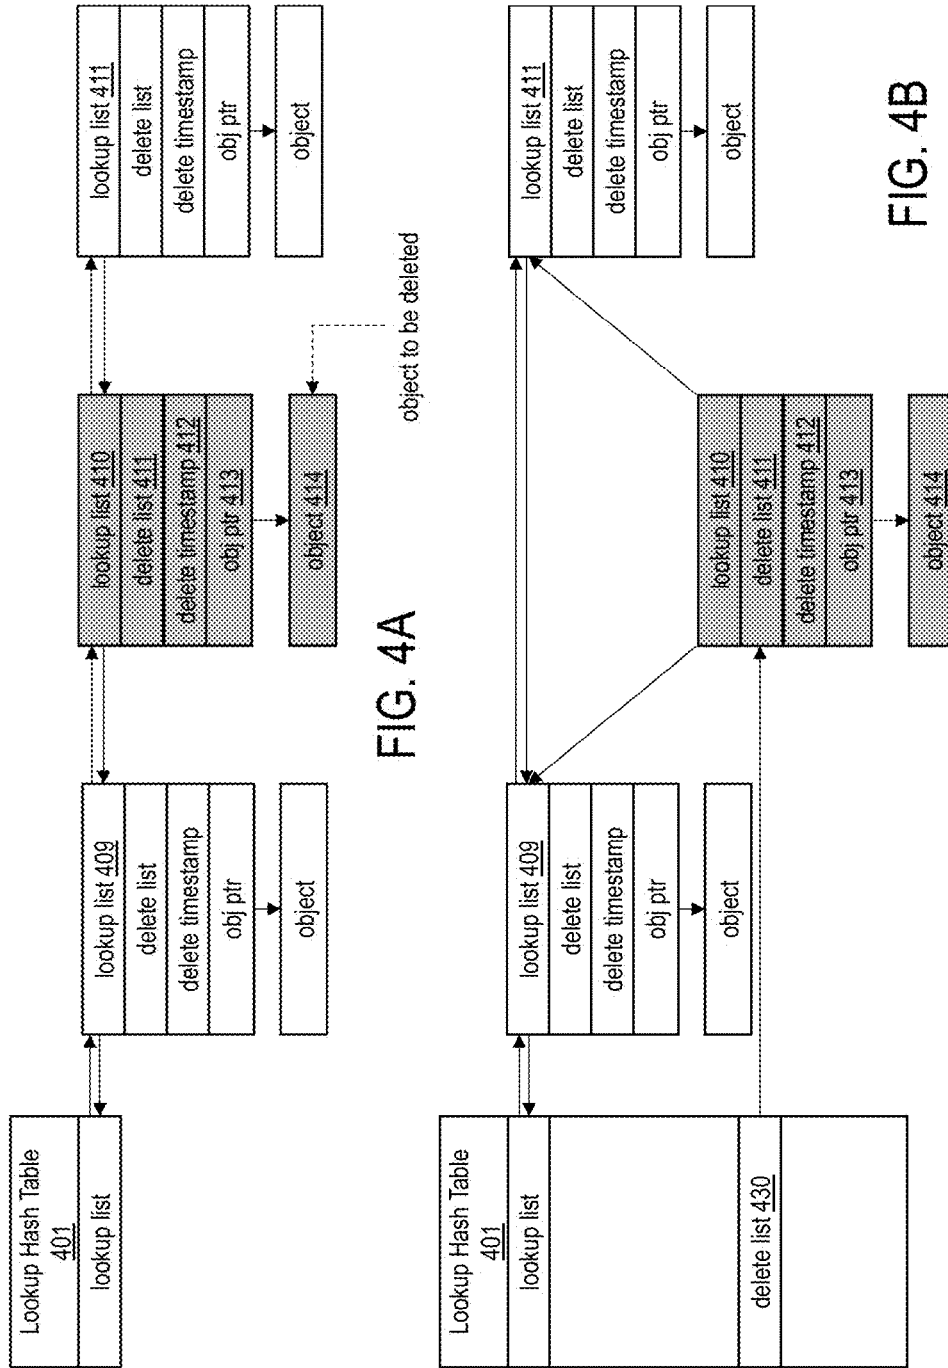 Lookup Hash Table
401
lookup list
lookup list 409
delete list
delete timestamp
obj ptr
object
lookup list 410
delete list 411
delete timestamp 412
obj ptr 413
object 414
lookup list 411
delete list
delete timestamp
obj ptr
object
object to be deleted
FIG. 4A
Lookup Hash Table
401
lookup list
delete list 430
lookup list 409
delete list
delete timestamp
obj ptr
object
lookup list 410
delete list 411
delete timestamp 412
obj ptr 413
object 414
lookup list 411
delete list
delete timestamp
obj ptr
object
FIG. 4B